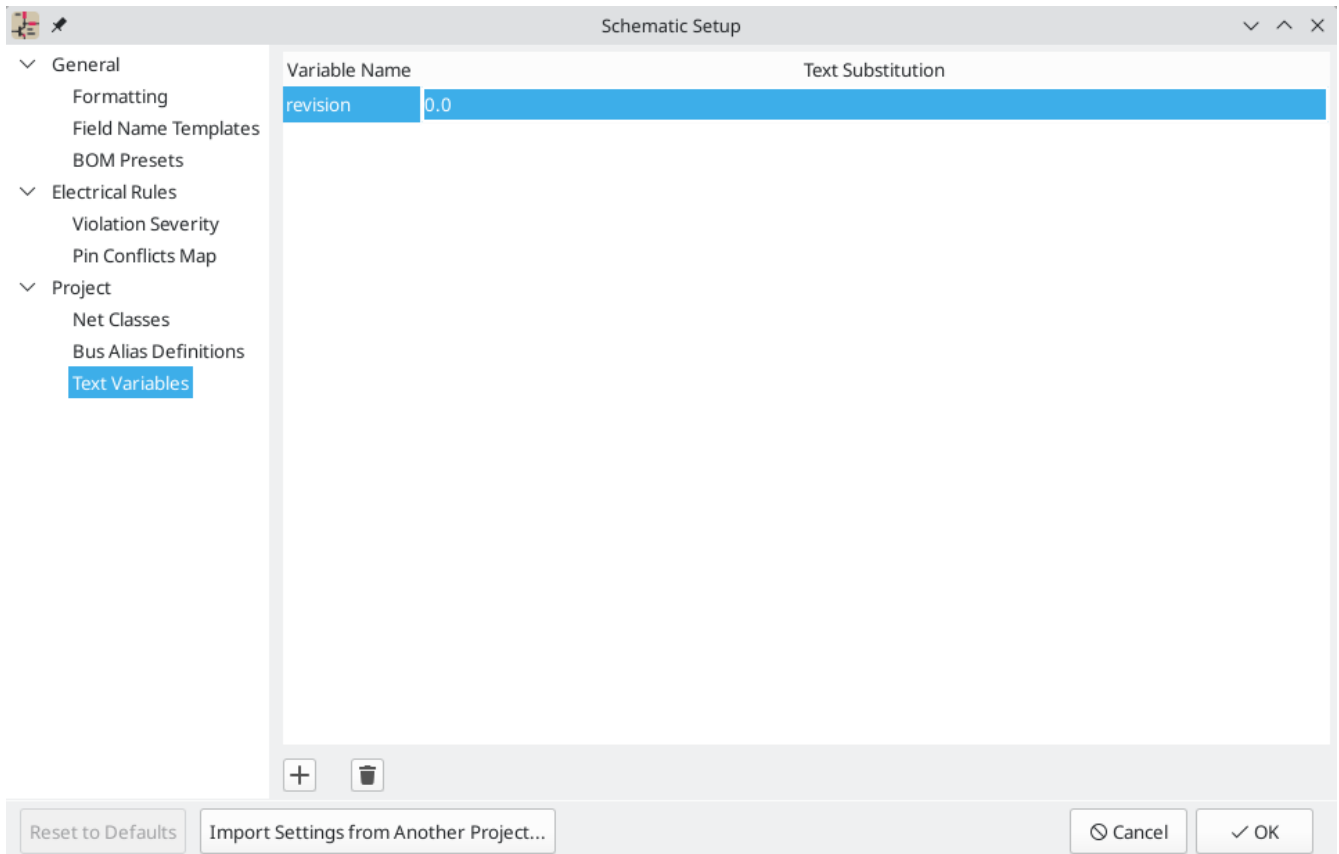 Schematic Setup
General
Formatting
Field Name Templates
BOM Presets
Electrical Rules
Violation Severity
Pin Conflicts Map
Project
Net Classes
Bus Alias Definitions
Text Variables
Variable Name Text Substitution
revision 0.0
Reset to Defaults Import Settings from Another Project... Cancel OK